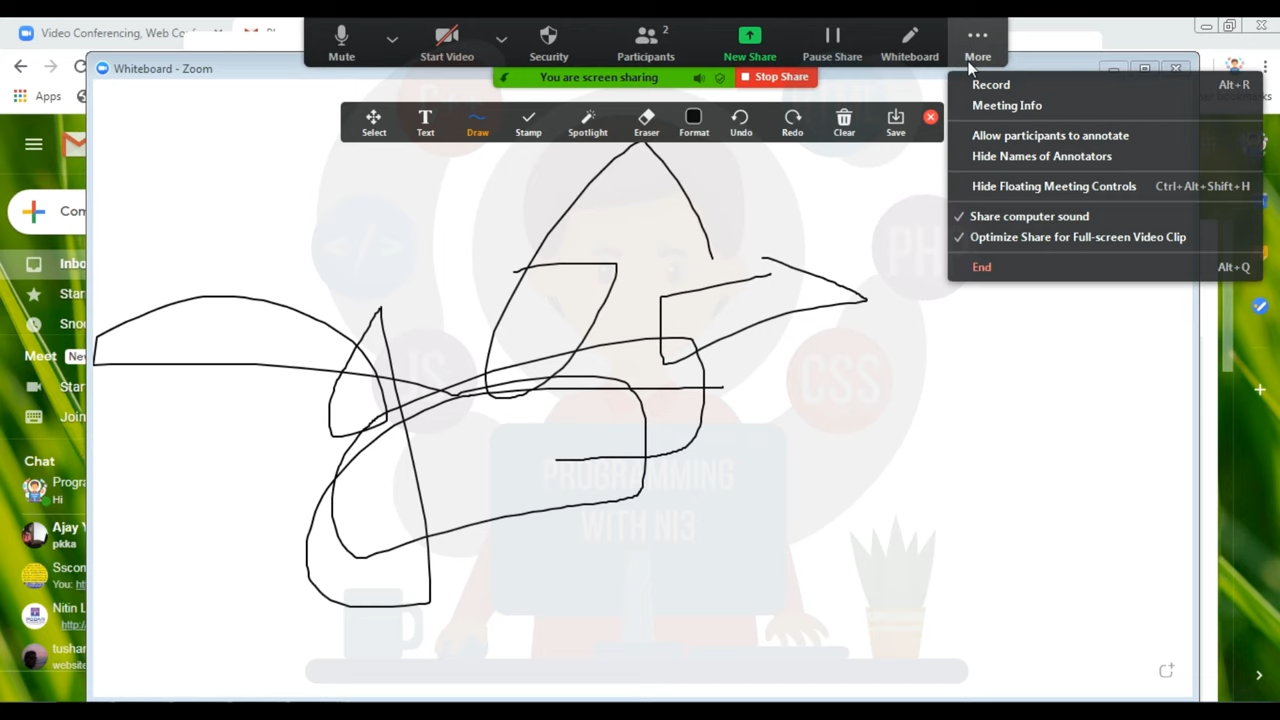 Video Conferencing, Web Co
2
Mute
Start Video
Security
Participants
New Share
Pause Share
Whiteboard
More
Whiteboard - Zoom
You are screen sharing
Stop Share
Apps
Record Alt+R
Meeting Info
Allow participants to annotate
Hide Names of Annotators
Hide Floating Meeting Controls Ctrl+Alt+Shift+H
Share computer sound
Optimize Share for Full-screen Video Clip
End Alt+Q
Select
Text
Draw
Stamp
Spotlight
Eraser
Format
Undo
Redo
Clear
Save
Com
Inbo
Star
Snoo
Meet New
Star
Join
Chat
Progra
Hi
Ajay Y
pkka
Sscon
You: ht
Nitin L
http:/
tushar
website
</>
PH
JS
CSS
PROGRAMMING
WITH NI3